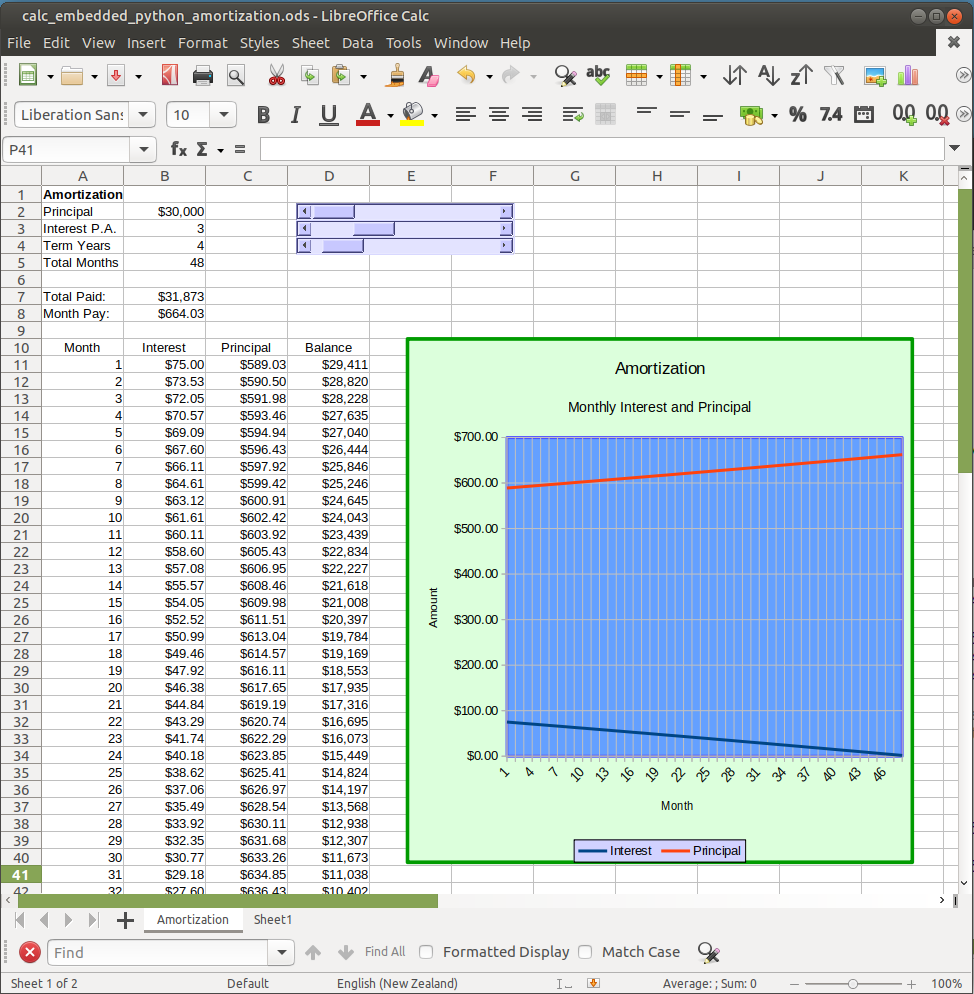 calc_embedded_python_amortization.ods - LibreOffice Calc
File Edit View Insert Format Styles Sheet Data Tools Window Help
Liberation Sans 10
P41
A B C D E F G H I J K
1 Amortization
2 Principal $30,000
3 Interest P.A. 3
4 Term Years 4
5 Total Months 48
6
7 Total Paid: $31,873
8 Month Pay: $664.03
9
10 Month Interest Principal Balance
11 1 $75.00 $589.03 $29,411
12 2 $73.53 $590.50 $28,820
13 3 $72.05 $591.98 $28,228
14 4 $70.57 $593.46 $27,635
15 5 $69.09 $594.94 $27,040
16 6 $67.60 $596.43 $26,444
17 7 $66.11 $597.92 $25,846
18 8 $64.61 $599.42 $25,246
19 9 $63.12 $600.91 $24,645
20 10 $61.61 $602.42 $24,043
21 11 $60.11 $603.92 $23,439
22 12 $58.60 $605.43 $22,834
23 13 $57.08 $606.95 $22,227
24 14 $55.57 $608.46 $21,618
25 15 $54.05 $609.98 $21,008
26 16 $52.52 $611.51 $20,397
27 17 $50.99 $613.04 $19,784
28 18 $49.46 $614.57 $19,169
29 19 $47.92 $616.11 $18,553
30 20 $46.38 $617.65 $17,935
31 21 $44.84 $619.19 $17,316
32 22 $43.29 $620.74 $16,695
33 23 $41.74 $622.29 $16,073
34 24 $40.18 $623.85 $15,449
35 25 $38.62 $625.41 $14,824
36 26 $37.06 $626.97 $14,197
37 27 $35.49 $628.54 $13,568
38 28 $33.92 $630.11 $12,938
39 29 $32.35 $631.68 $12,307
40 30 $30.77 $633.26 $11,673
41 31 $29.18 $634.85 $11,038
42 32 $27.60 $636.43 $10,402
Amortization
Monthly Interest and Principal
$700.00
$600.00
$500.00
$400.00
$300.00
$200.00
$100.00
$0.00
Amount
1 4 7 10 13 16 19 22 25 28 31 34 37 40 43 46
Month
Interest Principal
Amortization Sheet1
Find Find All Formatted Display Match Case
Sheet 1 of 2 Default English (New Zealand) Average: ; Sum: 0 100%